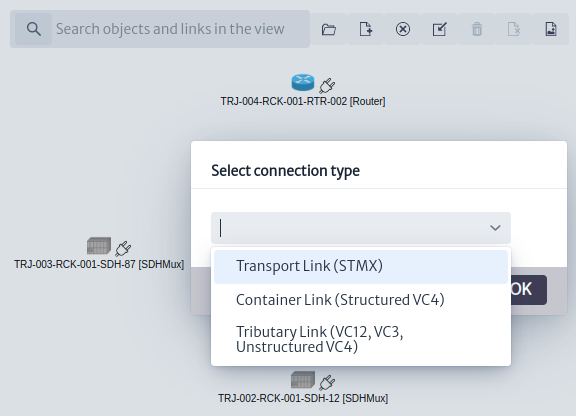 Search objects and links in the view
TRJ-004-RCK-001-RTR-002 [Router]
Select connection type
TRJ-003-RCK-001-SDH-87 [SDHMux]
Transport Link (STMX)
OK
Container Link (Structured VC4)
Tributary Link (VC12, VC3,
Unstructured VC4)
TRJ-002-RCK-001-SDH-12 [SDHMux]